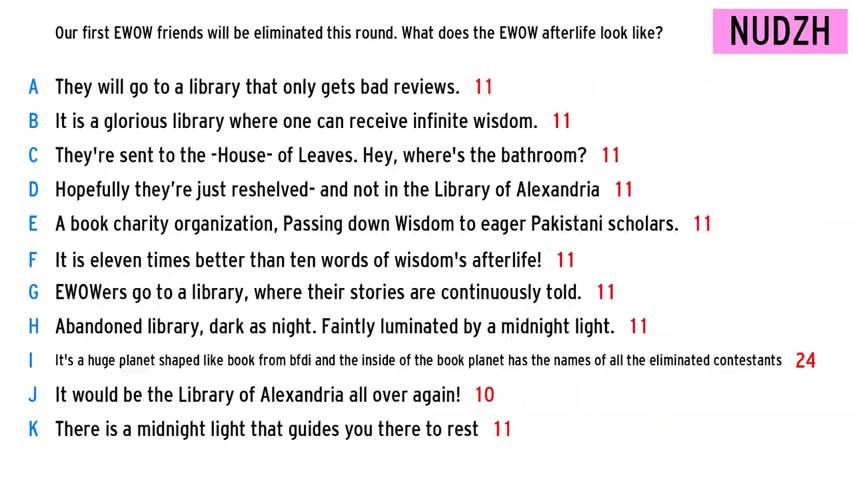 Our first EWOW friends will be eliminated this round. What does the EWOW afterlife look like?
NUDZH
A They will go to a library that only gets bad reviews. 11
B It is a glorious library where one can receive infinite wisdom. 11
C They're sent to the -House- of Leaves. Hey, where's the bathroom? 11
D Hopefully they’re just reshelved- and not in the Library of Alexandria 11
E A book charity organization, Passing down Wisdom to eager Pakistani scholars. 11
F It is eleven times better than ten words of wisdom's afterlife! 11
G EWOWers go to a library, where their stories are continuously told. 11
H Abandoned library, dark as night. Faintly luminated by a midnight light. 11
I It's a huge planet shaped like book from bfdi and the inside of the book planet has the names of all the eliminated contestants 24
J It would be the Library of Alexandria all over again! 10
K There is a midnight light that guides you there to rest 11